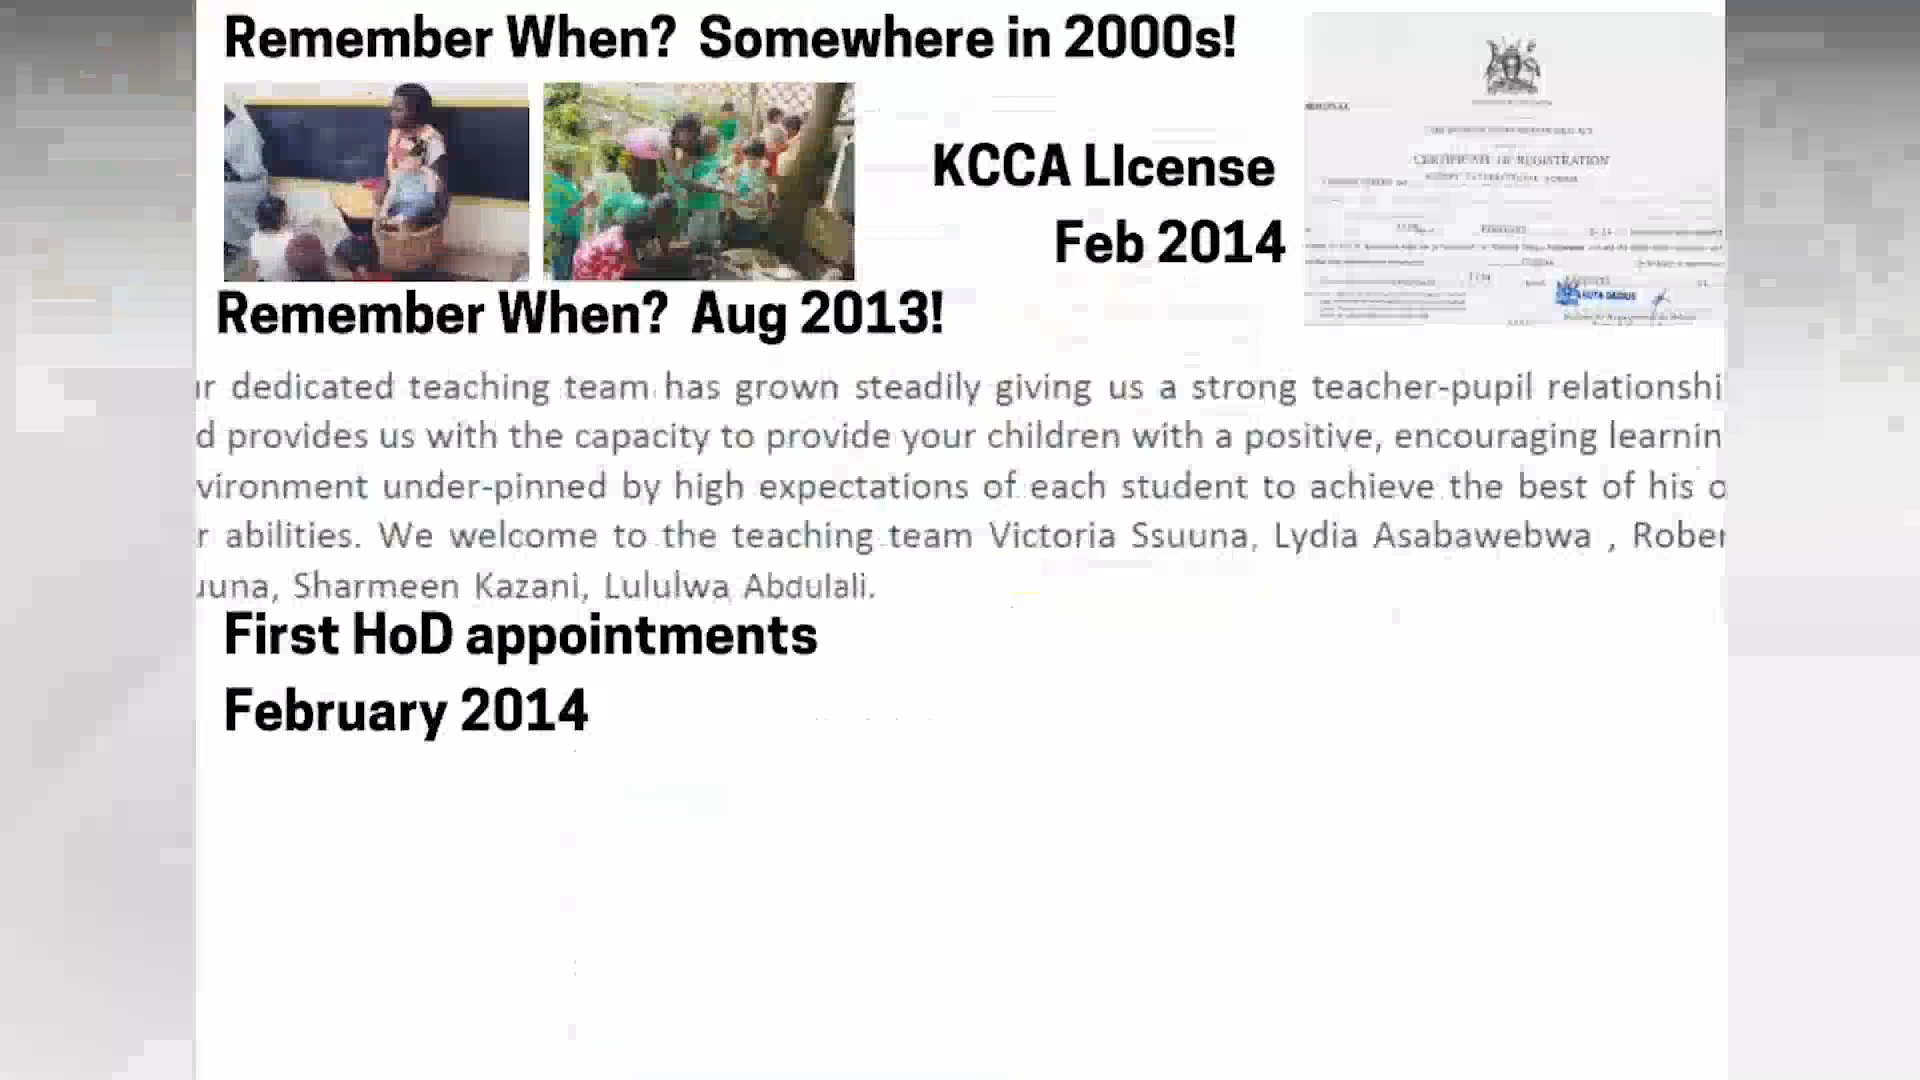 Remember When? Somewhere in 2000s!
KCCA LIcense
Feb 2014
CERTIFICATE OF REGISTRATION
Remember When? Aug 2013!
ur dedicated teaching team has grown steadily giving us a strong teacher-pupil relationshi
d provides us with the capacity to provide your children with a positive, encouraging learnin
vironment under-pinned by high expectations of each student to achieve the best of his o
r abilities. We welcome to the teaching team Victoria Ssuuna, Lydia Asabawebwa , Rober
uuna, Sharmeen Kazani, Lululwa Abdulali.
First HoD appointments
February 2014